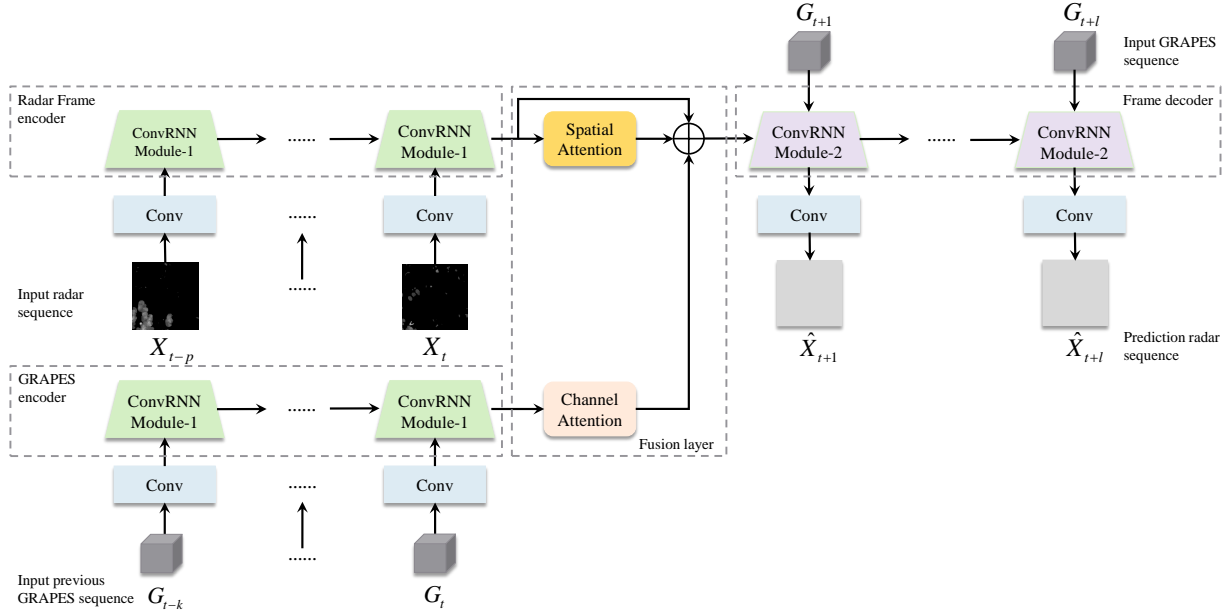 G_{t+1}
G_{t+l}
Input GRAPES
sequence
Radar Frame
encoder
Frame decoder
ConvRNN
Module-1
......
ConvRNN
Module-1
Spatial
Attention
ConvRNN
Module-2
......
ConvRNN
Module-2
Conv
......
Conv
Conv
Conv
Input radar
sequence
......
X_{t-p}
X_t
X̂_{t+1}
X̂_{t+l}
Prediction radar
sequence
GRAPES
encoder
ConvRNN
Module-1
......
ConvRNN
Module-1
Channel
Attention
Fusion layer
Conv
......
Conv
......
Input previous
GRAPES sequence
G_{t-k}
G_t